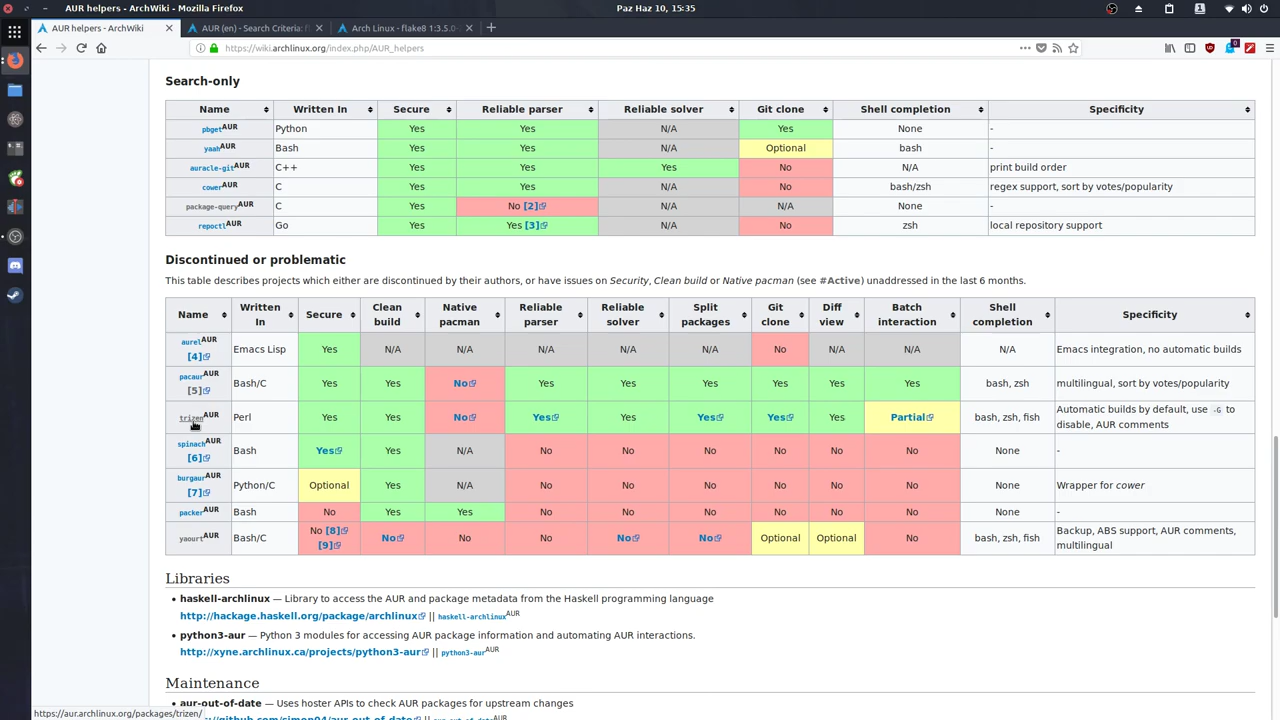 AUR helpers - ArchWiki - Mozilla Firefox
Paz Haz 10, 15:35
AUR helpers - ArchWiki
AUR (en) - Search Criteria: f
Arch Linux - flake8 1:3.5.0-
https://wiki.archlinux.org/index.php/AUR_helpers
Search-only
Name Written In Secure Reliable parser Reliable solver Git clone Shell completion Specificity
pbget AUR Python Yes Yes N/A Yes None -
yaah AUR Bash Yes Yes N/A Optional bash -
auracle-git AUR C++ Yes Yes Yes No N/A print build order
cower AUR C Yes Yes N/A No bash/zsh regex support, sort by votes/popularity
package-query AUR C Yes No [2] N/A N/A None -
repoctl AUR Go Yes Yes [3] N/A No zsh local repository support
Discontinued or problematic
This table describes projects which either are discontinued by their authors, or have issues on Security, Clean build or Native pacman (see #Active) unaddressed in the last 6 months.
Name Written In Secure Clean build Native pacman Reliable parser Reliable solver Split packages Git clone Diff view Batch interaction Shell completion Specificity
aurel AUR [4] Emacs Lisp Yes N/A N/A N/A N/A N/A No N/A N/A N/A Emacs integration, no automatic builds
pacaur AUR [5] Bash/C Yes Yes No Yes Yes Yes Yes Yes Yes bash, zsh multilingual, sort by votes/popularity
trizen AUR Perl Yes Yes No Yes Yes Yes Yes Yes Partial bash, zsh, fish Automatic builds by default, use -G to disable, AUR comments
spinach AUR [6] Bash Yes Yes N/A No No No No No No None -
burgaur AUR [7] Python/C Optional Yes N/A No No No No No No None Wrapper for cower
packer AUR Bash No Yes Yes No No No No No No None -
yaourt AUR Bash/C No [8] [9] No No No No No Optional Optional No bash, zsh, fish Backup, ABS support, AUR comments, multilingual
Libraries
• haskell-archlinux — Library to access the AUR and package metadata from the Haskell programming language
http://hackage.haskell.org/package/archlinux || haskell-archlinux AUR
• python3-aur — Python 3 modules for accessing AUR package information and automating AUR interactions.
http://xyne.archlinux.ca/projects/python3-aur || python3-aur AUR
Maintenance
• aur-out-of-date — Uses hoster APIs to check AUR packages for upstream changes
https://aur.archlinux.org/packages/trizen/